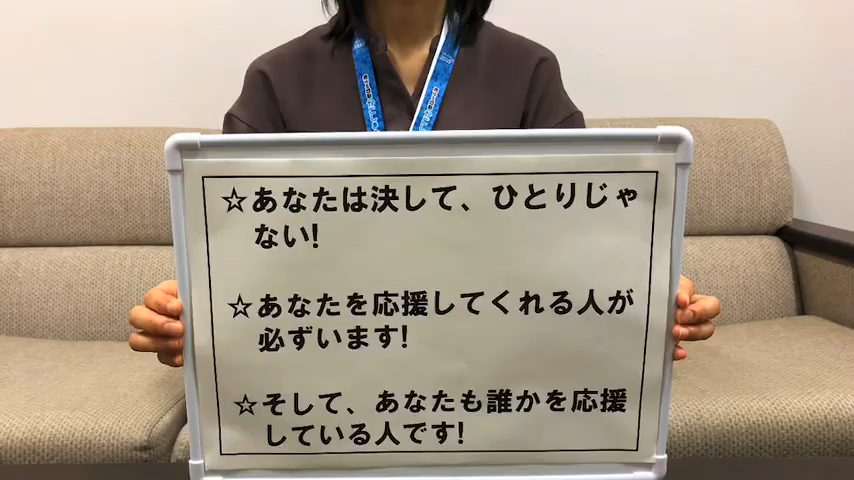 ☆あなたは決して、ひとりじゃ
ない!
☆あなたを応援してくれる人が
必ずいます!
☆そして、あなたも誰かを応援
している人です!